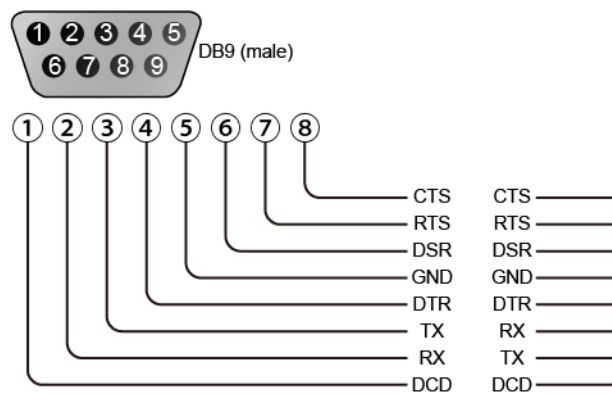 1 2 3 4 5
DB9 (male)
6 7 8 9
1 2 3 4 5 6 7 8
CTS CTS
RTS RTS
DSR DSR
GND GND
DTR DTR
TX RX
RX TX
DCD DCD